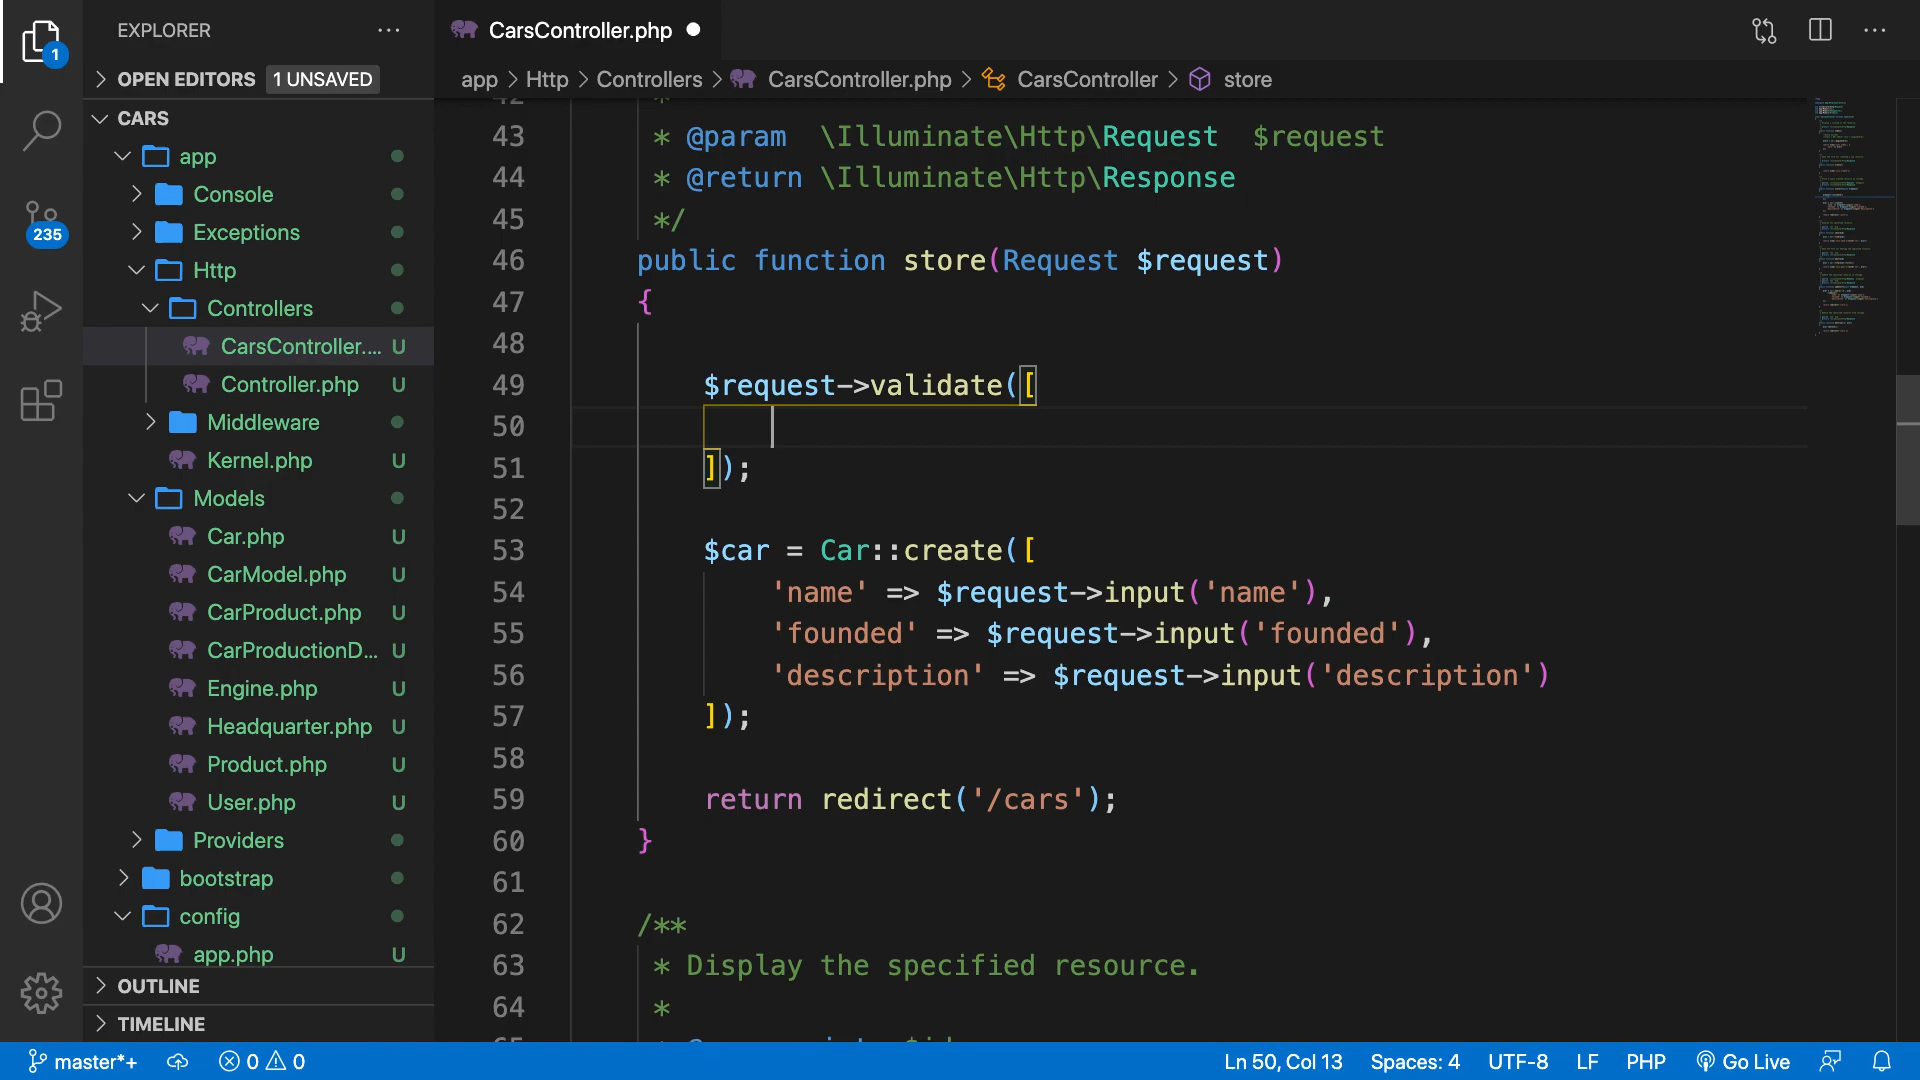 EXPLORER
CarsController.php
1
OPEN EDITORS 1 UNSAVED
app > Http > Controllers > CarsController.php > CarsController > store
CARS
app
Console
Exceptions
Http
Controllers
CarsController.... U
Controller.php U
Middleware
Kernel.php U
Models
Car.php U
CarModel.php U
CarProduct.php U
CarProductionD... U
Engine.php U
Headquarter.php U
Product.php U
User.php U
Providers
bootstrap
config
app.php U
OUTLINE
TIMELINE
235
43 * @param \Illuminate\Http\Request $request
44 * @return \Illuminate\Http\Response
45 */
46 public function store(Request $request)
47 {
48
49 $request->validate([
50
51 ]);
52
53 $car = Car::create([
54 'name' => $request->input('name'),
55 'founded' => $request->input('founded'),
56 'description' => $request->input('description')
57 ]);
58
59 return redirect('/cars');
60 }
61
62 /**
63 * Display the specified resource.
64 *
master*+ 0 0 Ln 50, Col 13 Spaces: 4 UTF-8 LF PHP Go Live